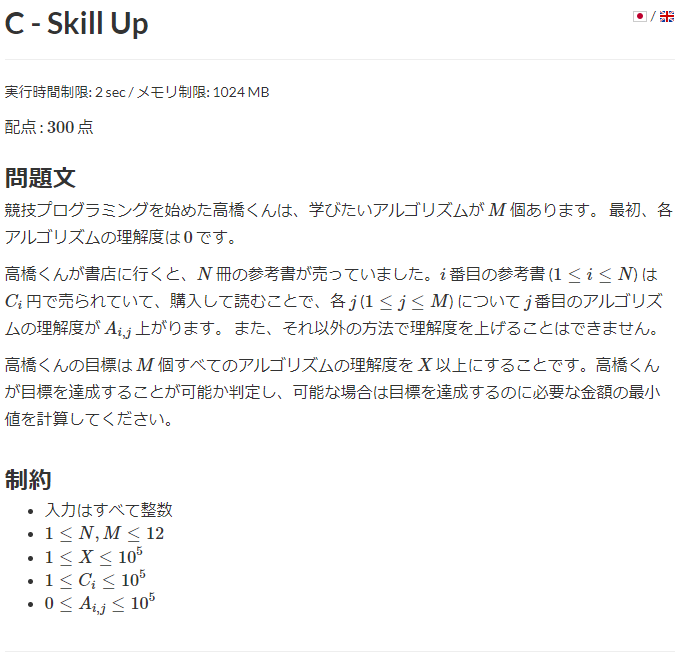 C - Skill Up
/
実行時間制限: 2 sec / メモリ制限: 1024 MB
配点 : 300 点
問題文
競技プログラミングを始めた高橋くんは、学びたいアルゴリズムが M 個あります。 最初、各
アルゴリズムの理解度は 0 です。
高橋くんが書店に行くと、N 冊の参考書が売っていました。i 番目の参考書 (1 ≤ i ≤ N) は
C_i 円で売られていて、購入して読むことで、各 j (1 ≤ j ≤ M) について j 番目のアルゴリズ
ムの理解度が A_{i,j} 上がります。 また、それ以外の方法で理解度を上げることはできません。
高橋くんの目標は M 個すべてのアルゴリズムの理解度を X 以上にすることです。高橋くん
が目標を達成することが可能か判定し、可能な場合は目標を達成するのに必要な金額の最小
値を計算してください。
制約
• 入力はすべて整数
• 1 ≤ N, M ≤ 12
• 1 ≤ X ≤ 10^5
• 1 ≤ C_i ≤ 10^5
• 0 ≤ A_{i,j} ≤ 10^5